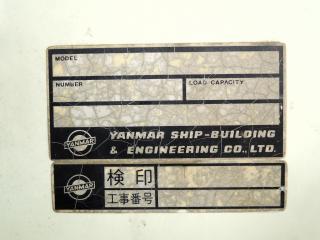 MODEL
NUMBER LOAD CAPACITY
YANMAR YANMAR SHIP-BUILDING
& ENGINEERING CO., LTD.
YANMAR 検印
工事番号